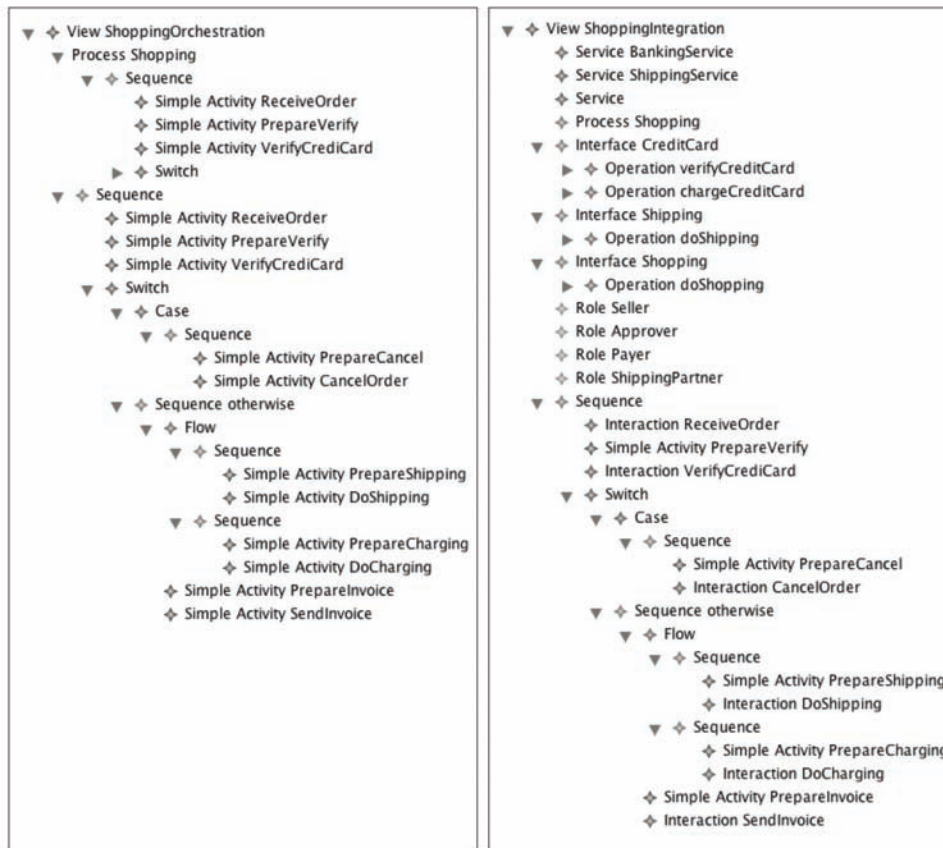 View ShoppingOrchestration
Process Shopping
Sequence
Simple Activity ReceiveOrder
Simple Activity PrepareVerify
Simple Activity VerifyCrediCard
Switch
Sequence
Simple Activity ReceiveOrder
Simple Activity PrepareVerify
Simple Activity VerifyCrediCard
Switch
Case
Sequence
Simple Activity PrepareCancel
Simple Activity CancelOrder
Sequence otherwise
Flow
Sequence
Simple Activity PrepareShipping
Simple Activity DoShipping
Sequence
Simple Activity PrepareCharging
Simple Activity DoCharging
Simple Activity PrepareInvoice
Simple Activity SendInvoice
View ShoppingIntegration
Service BankingService
Service ShippingService
Service
Process Shopping
Interface CreditCard
Operation verifyCreditCard
Operation chargeCreditCard
Interface Shipping
Operation doShipping
Interface Shopping
Operation doShopping
Role Seller
Role Approver
Role Payer
Role ShippingPartner
Sequence
Interaction ReceiveOrder
Simple Activity PrepareVerify
Interaction VerifyCrediCard
Switch
Case
Sequence
Simple Activity PrepareCancel
Interaction CancelOrder
Sequence otherwise
Flow
Sequence
Simple Activity PrepareShipping
Interaction DoShipping
Sequence
Simple Activity PrepareCharging
Interaction DoCharging
Simple Activity PrepareInvoice
Interaction SendInvoice